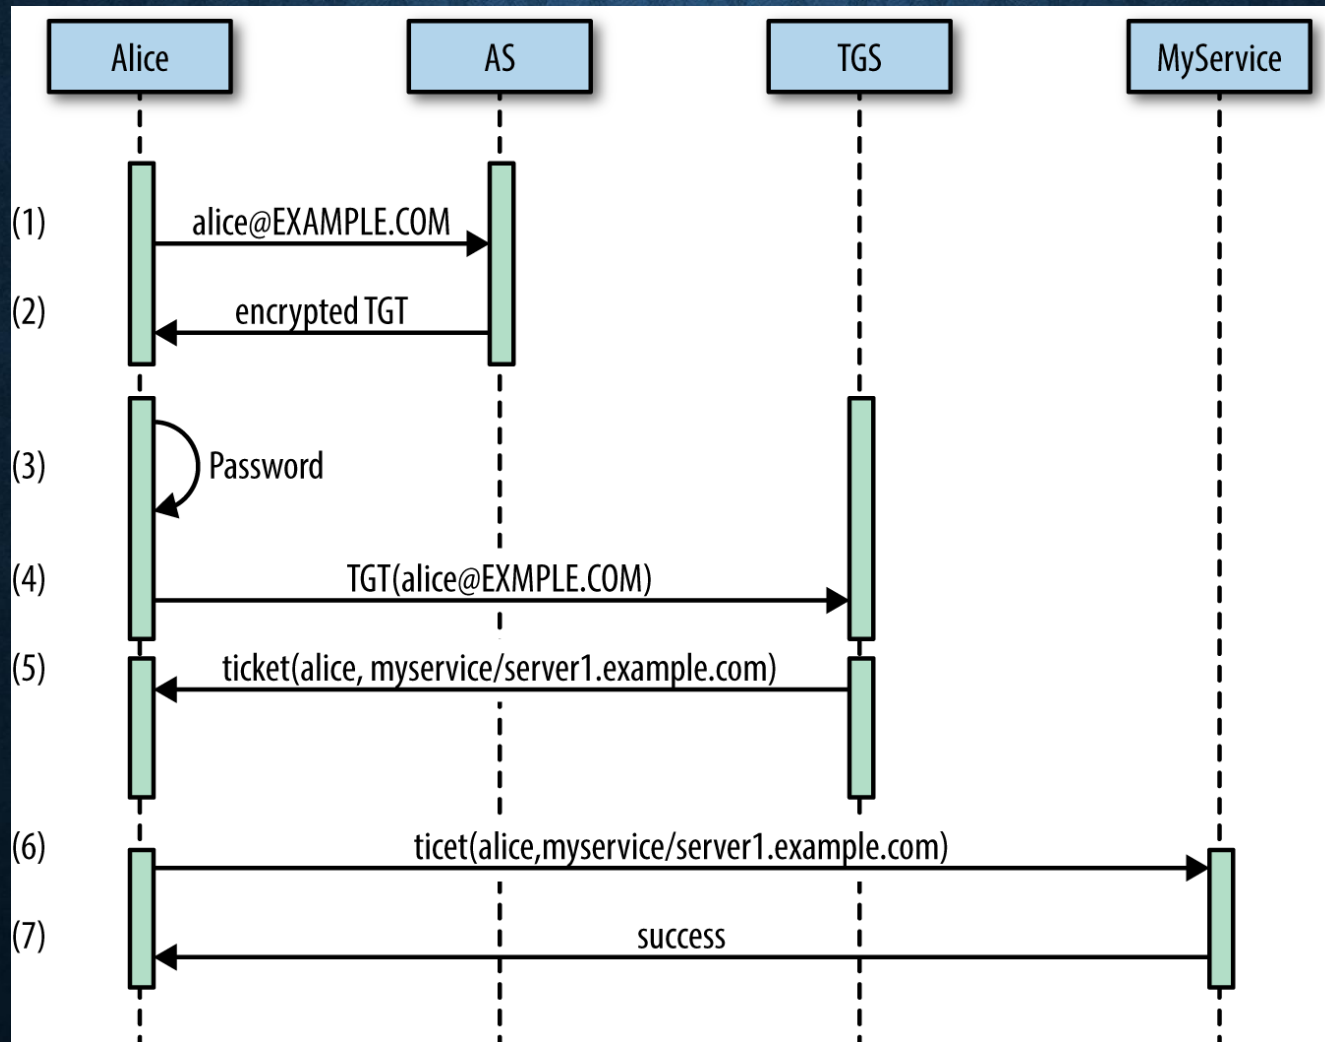 Alice
AS
TGS
MyService
(1)
alice@EXAMPLE.COM
(2)
encrypted TGT
(3)
Password
(4)
TGT(alice@EXMPLE.COM)
(5)
ticket(alice, myservice/server1.example.com)
(6)
ticet(alice,myservice/server1.example.com)
(7)
success